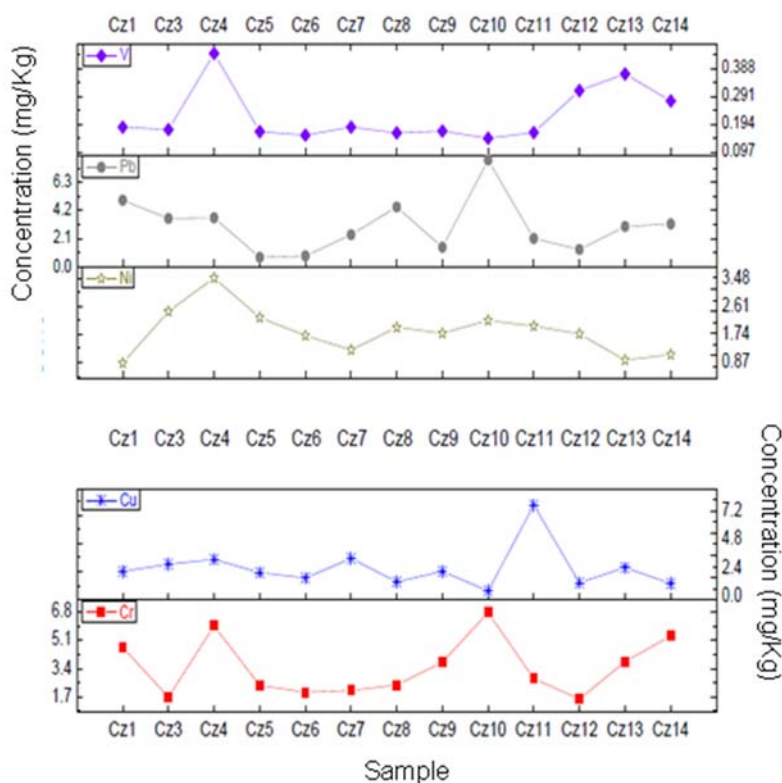 Cz1 Cz3 Cz4 Cz5 Cz6 Cz7 Cz8 Cz9 Cz10 Cz11 Cz12 Cz13 Cz14
Concentration (mg/Kg)
V
0.388
0.291
0.194
0.097
Pb
6.3
4.2
2.1
0.0
Ni
3.48
2.61
1.74
0.87
Cz1 Cz3 Cz4 Cz5 Cz6 Cz7 Cz8 Cz9 Cz10 Cz11 Cz12 Cz13 Cz14
Concentration (mg/Kg)
Cu
7.2
4.8
2.4
0.0
Cr
6.8
5.1
3.4
1.7
Cz1 Cz3 Cz4 Cz5 Cz6 Cz7 Cz8 Cz9 Cz10 Cz11 Cz12 Cz13 Cz14
Sample